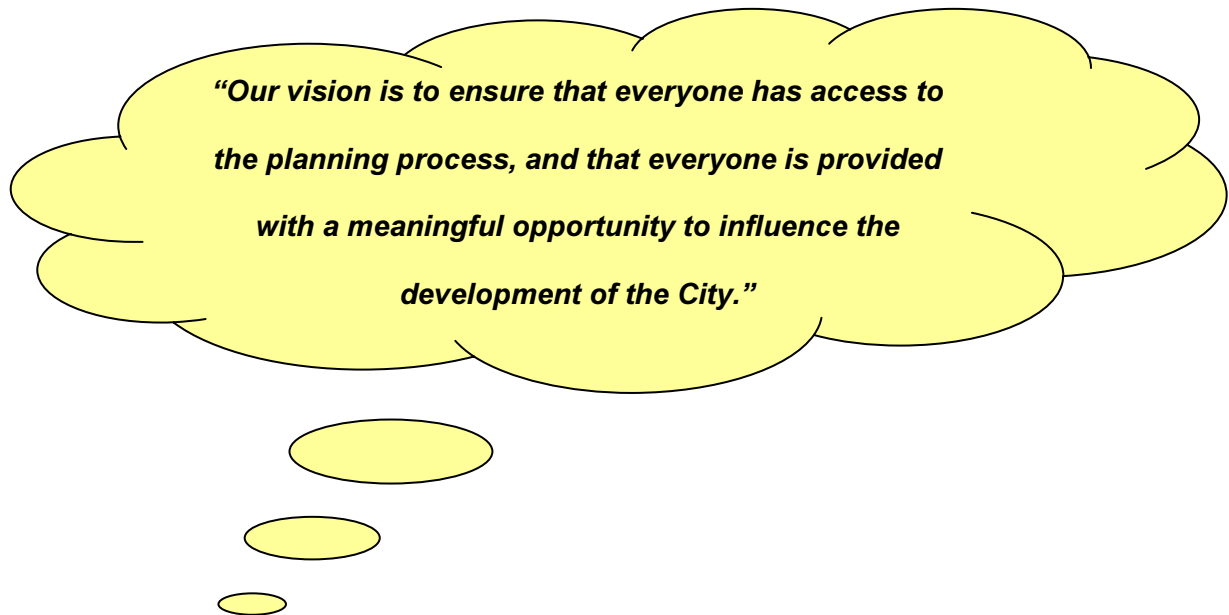 “Our vision is to ensure that everyone has access to
the planning process, and that everyone is provided
with a meaningful opportunity to influence the
development of the City.”